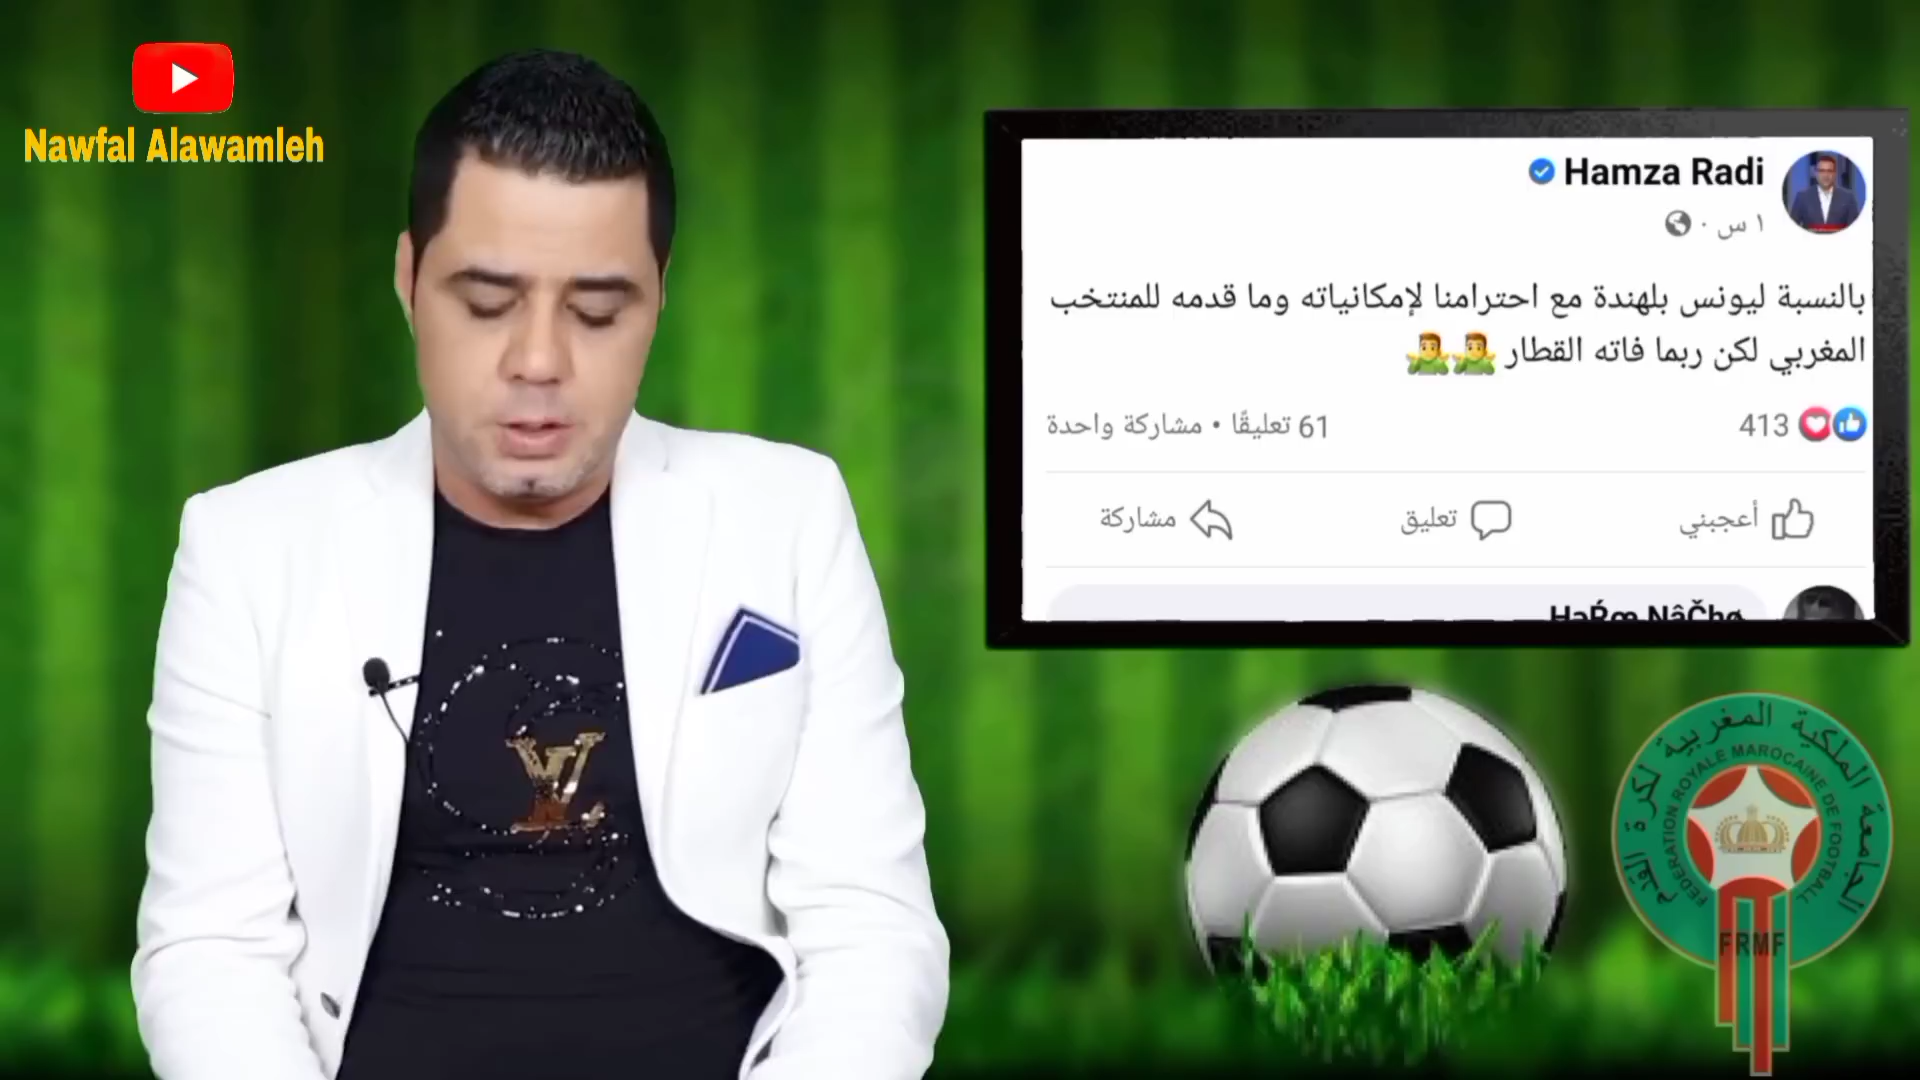 Nawfal Alawamleh
Hamza Radi
١ س ·
بالنسبة ليونس بلهندة مع احترامنا لإمكانياته وما قدمه للمنتخب
المغربي لكن ربما فاته القطار 🤷‍♂️🤷‍♂️
413
61 تعليقًا • مشاركة واحدة
أعجبني
تعليق
مشاركة
الجامعة الملكية المغربية لكرة القدم
FEDERATION ROYALE MAROCAINE DE FOOTBALL
FRMF